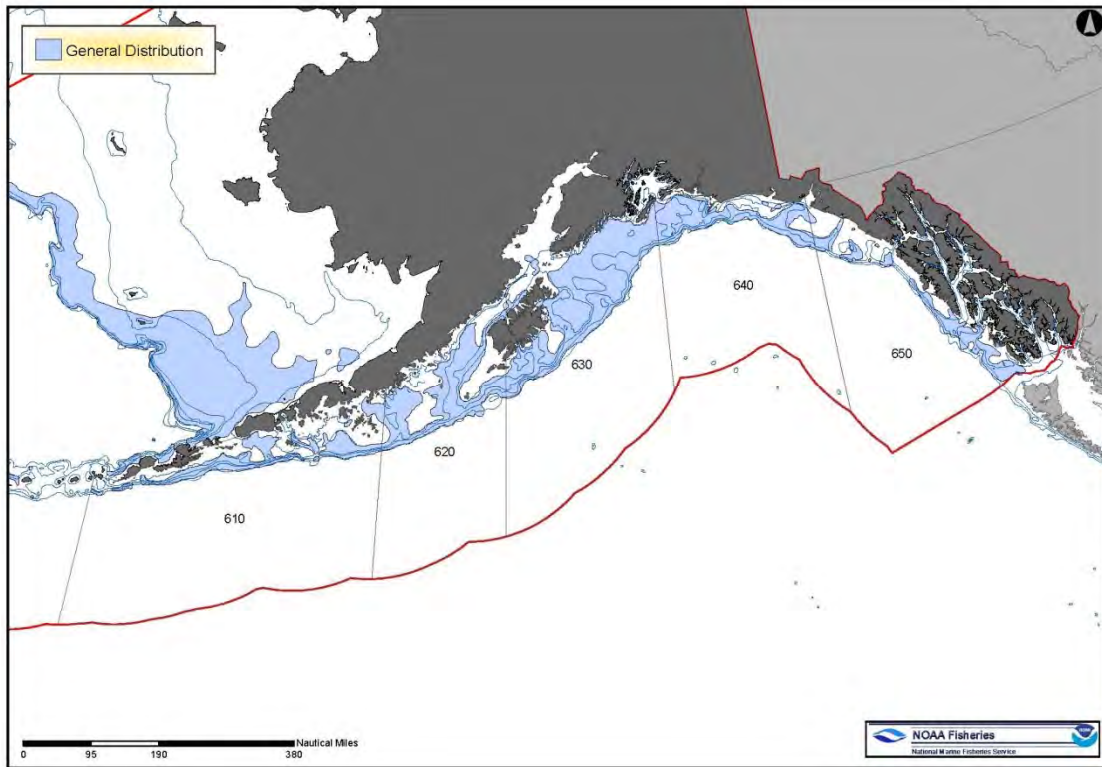 General Distribution
640
650
630
620
610
Nautical Miles
0 95 190 380
NOAA Fisheries
National Marine Fisheries Service